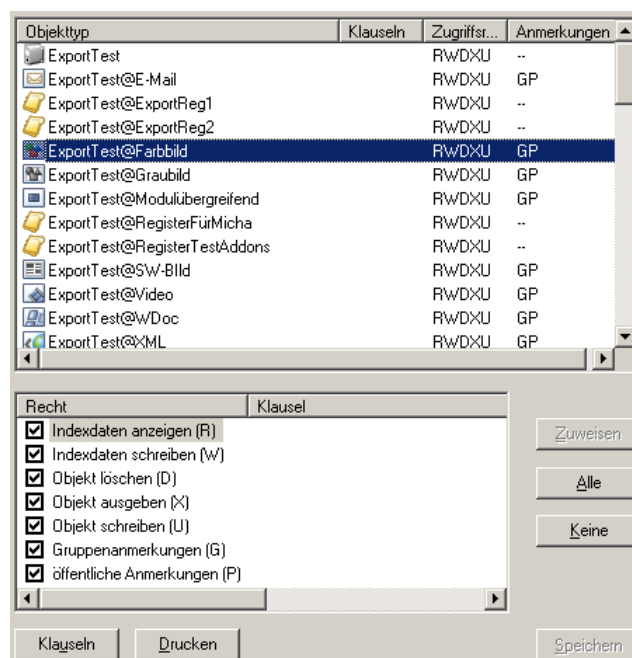 Objekttyp Klauseln Zugriffsr... Anmerkungen
ExportTest RWDXU --
ExportTest@E-Mail RWDXU GP
ExportTest@ExportReg1 RWDXU --
ExportTest@ExportReg2 RWDXU --
ExportTest@Farbbild RWDXU GP
ExportTest@Graubild RWDXU GP
ExportTest@Modulübergreifend RWDXU GP
ExportTest@RegisterFürMicha RWDXU --
ExportTest@RegisterTestAddons RWDXU --
ExportTest@SW-BIld RWDXU GP
ExportTest@Video RWDXU GP
ExportTest@WDoc RWDXU GP
ExportTest@XML RWDXU GP
Recht Klausel
Indexdaten anzeigen (R)
Indexdaten schreiben (W)
Objekt löschen (D)
Objekt ausgeben (X)
Objekt schreiben (U)
Gruppenanmerkungen (G)
öffentliche Anmerkungen (P)
Zuweisen
Alle
Keine
Klauseln Drucken Speichern